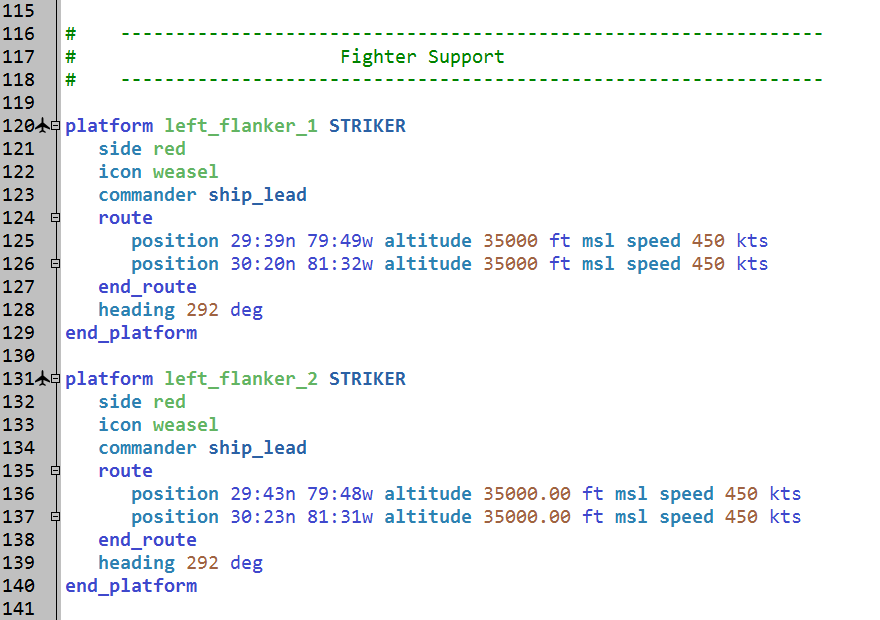 115
116 # ----------------------------------------------------------------
117 # Fighter Support
118 # ----------------------------------------------------------------
119
120 platform left_flanker_1 STRIKER
121 side red
122 icon weasel
123 commander ship_lead
124 route
125 position 29:39n 79:49w altitude 35000 ft msl speed 450 kts
126 position 30:20n 81:32w altitude 35000 ft msl speed 450 kts
127 end_route
128 heading 292 deg
129 end_platform
130
131 platform left_flanker_2 STRIKER
132 side red
133 icon weasel
134 commander ship_lead
135 route
136 position 29:43n 79:48w altitude 35000.00 ft msl speed 450 kts
137 position 30:23n 81:31w altitude 35000.00 ft msl speed 450 kts
138 end_route
139 heading 292 deg
140 end_platform
141